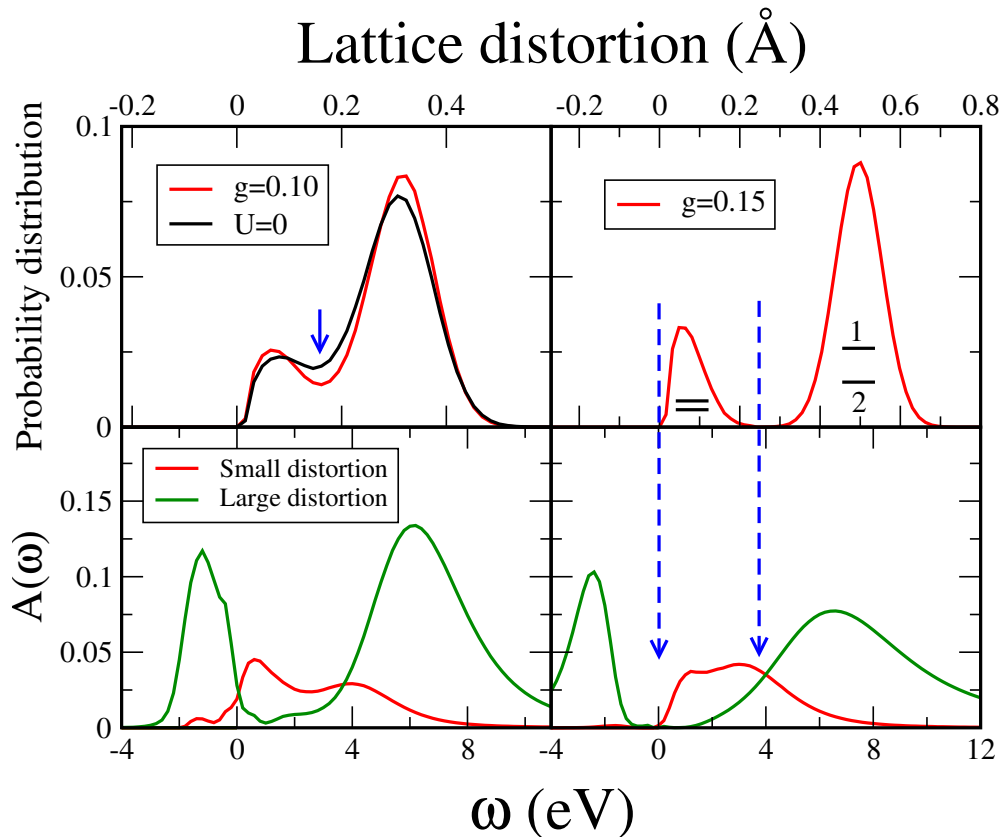 Lattice distortion (Å)
-0.2 0 0.2 0.4 -0.2 0 0.2 0.4 0.6 0.8
Probability distribution
0.1
0.05
0
g=0.10
U=0
g=0.15
1
2
A(ω)
0.15
0.1
0.05
0
Small distortion
Large distortion
-4 0 4 8 -4 0 4 8 12
ω (eV)